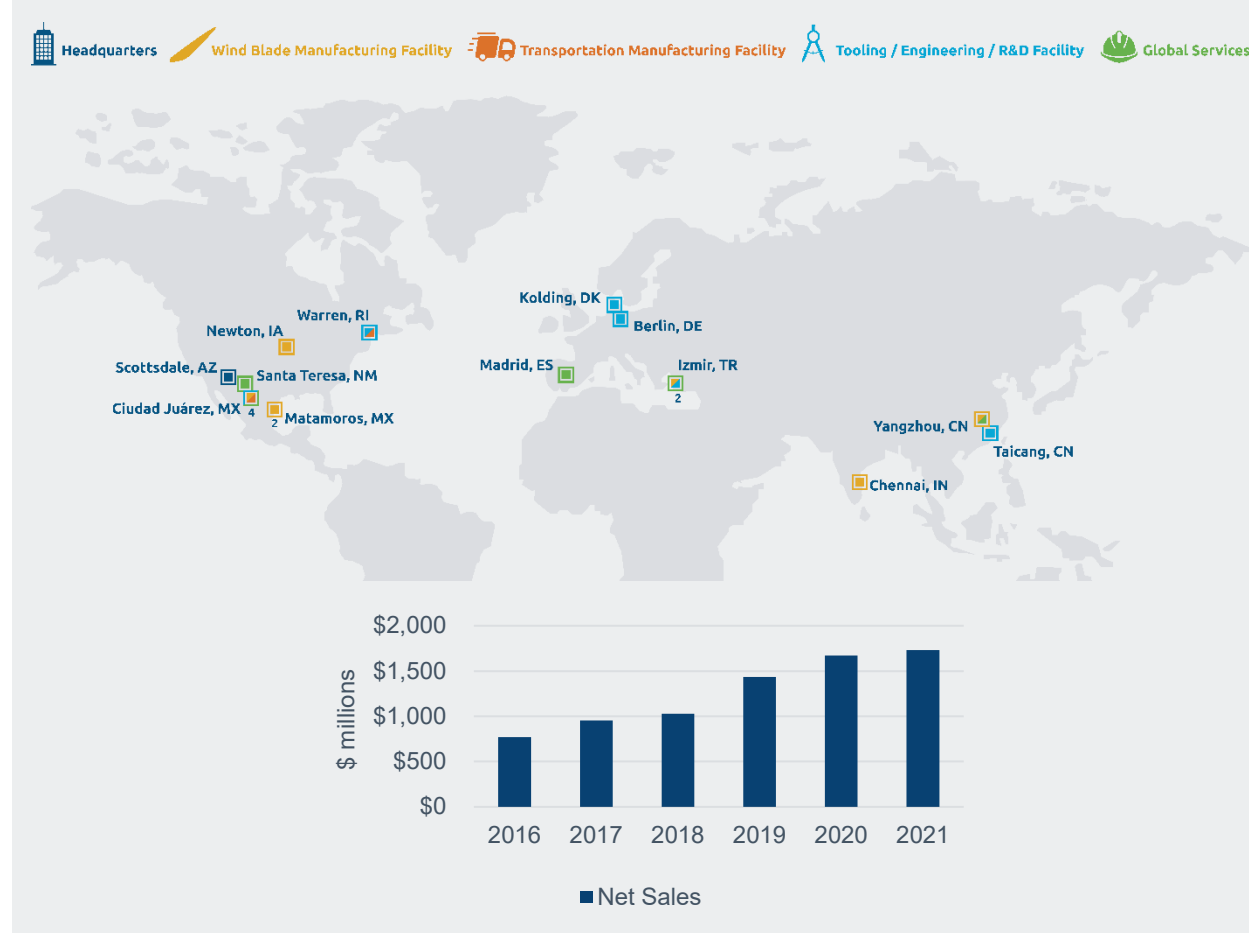 Headquarters
Wind Blade Manufacturing Facility
Transportation Manufacturing Facility
Tooling / Engineering / R&D Facility
Global Services
Kolding, DK
Warren, RI
Berlin, DE
Newton, IA
Scottsdale, AZ
Madrid, ES
Izmir, TR
Santa Teresa, NM
2
Ciudad Juárez, MX 4
2 Matamoros, MX
Yangzhou, CN
Taicang, CN
Chennai, IN
$2,000
$1,500
$1,000
$500
$0
$ millions
2016 2017 2018 2019 2020 2021
Net Sales